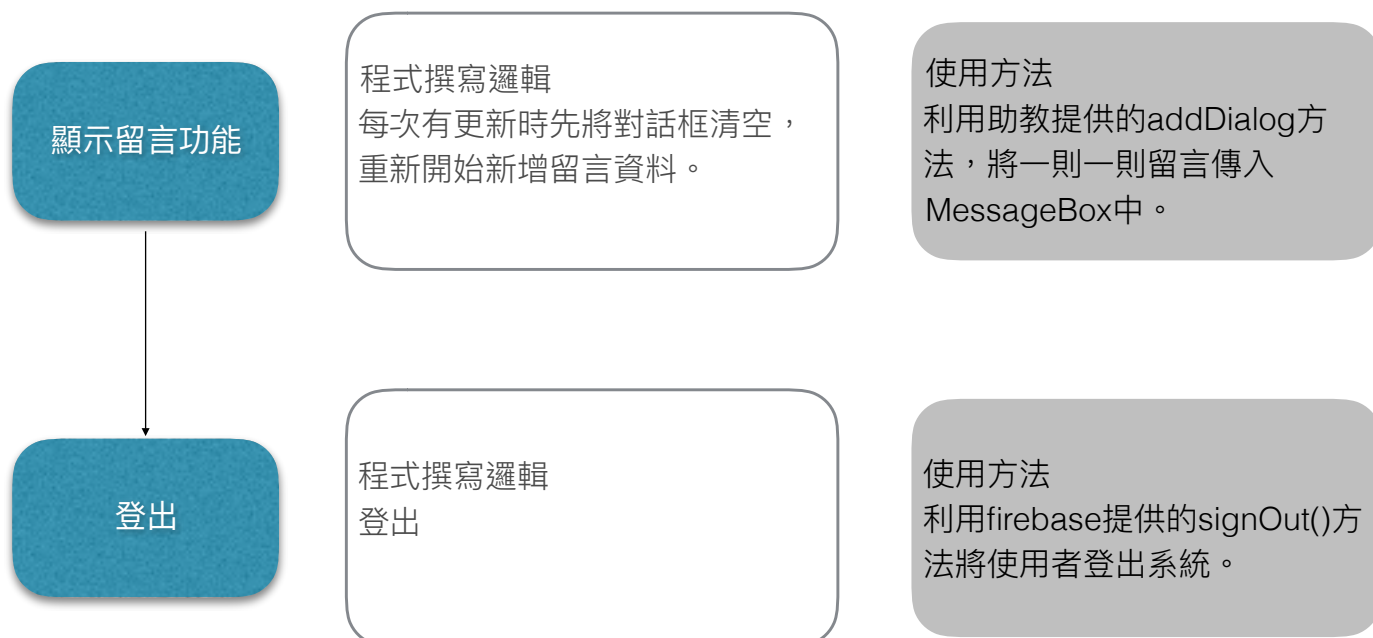 顯示留言功能
程式撰寫邏輯
每次有更新時先將對話框清空，
重新開始新增留言資料。
使用方法
利用助教提供的addDialog方
法，將一則一則留言傳入
MessageBox中。
登出
程式撰寫邏輯
登出
使用方法
利用firebase提供的signOut()方
法將使用者登出系統。